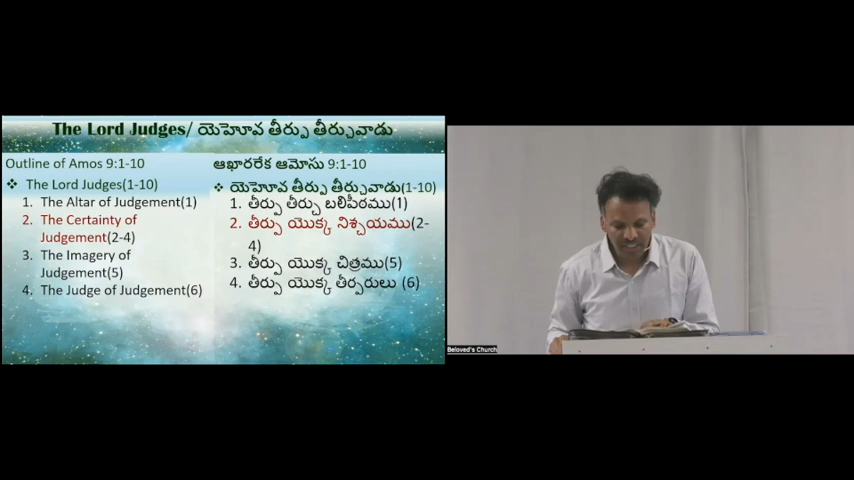 The Lord Judges/ యెహోవ తీర్పు తీర్చువాడు
Outline of Amos 9:1-10
❖ The Lord Judges(1-10)
1. The Altar of Judgement(1)
2. The Certainty of
Judgement(2-4)
3. The Imagery of
Judgement(5)
4. The Judge of Judgement(6)
ఆఖారరేక ఆమోసు 9:1-10
❖ యెహోవ తీర్పు తీర్చువాడు(1-10)
1. తీర్పు తీర్చు బలిపీఠము(1)
2. తీర్పు యొక్క నిశ్చయము(2-
4)
3. తీర్పు యొక్క చిత్రము(5)
4. తీర్పు యొక్క తీర్పరులు (6)
Beloved's Church